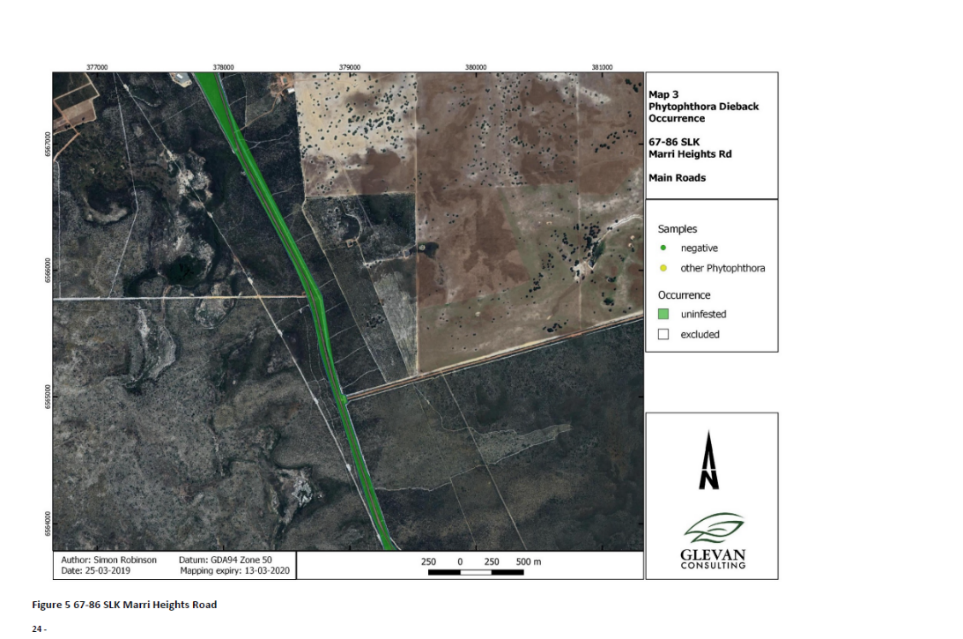 377000 378000 379000 380000 381000
6567000
6566000
6565000
6564000
Map 3
Phytophthora Dieback
Occurrence
67-86 SLK
Marri Heights Rd
Main Roads
Samples
negative
other Phytophthora
Occurrence
uninfested
excluded
N
GLEVAN
CONSULTING
Author: Simon Robinson Datum: GDA94 Zone 50
Date: 25-03-2019 Mapping expiry: 13-03-2020
250 0 250 500 m
Figure 5 67-86 SLK Marri Heights Road
24 -